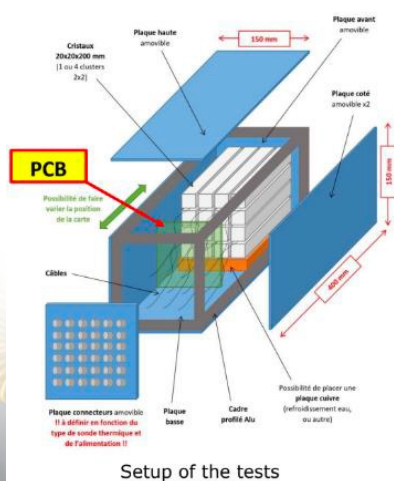 Plaque haute
amovible
150 mm
Plaque avant
amovible
Cristaux
20x20x200 mm
(1 ou 4 clusters
2x2)
Plaque coté
amovible x2
PCB
150 mm
Possibilité de faire
varier la position
de la carte
Câbles
400 mm
Plaque connecteurs amovible
!! à définir en fonction du
type de sonde thermique et
de l'alimentation !!
Plaque
basse
Cadre
profilé Alu
Possibilité de placer une
plaque cuivre
(refroidissement eau,
ou autre)
Setup of the tests